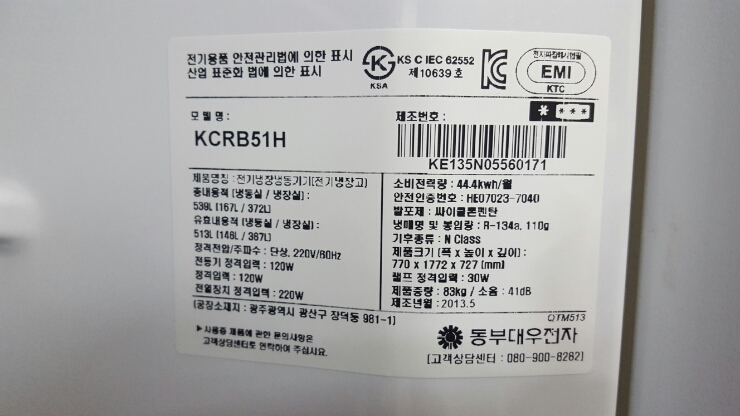 전기용품 안전관리법에 의한 표시
산업 표준화 법에 의한 표시
KS
KSA
KS C IEC 62552
제10639호
전자파장해시험필
EMI
KTC
* ***
모델명 :
KCRB51H
제조번호 :
KE135N05560171
제품명칭 : 전기냉장냉동기기(전기냉장고)
총내용적 (냉동실 / 냉장실) :
539L (167L / 372L)
유효내용적 (냉동실 / 냉장실) :
513L (146L / 367L)
정격전압/주파수 : 단상, 220V/60Hz
전동기 정격입력 : 120W
정격입력 : 120W
전열장치 정격입력 : 220W
소비전력량 : 44.4kwh/월
안전인증번호 : HE07023-7040
발포제 : 싸이클론펜탄
냉매명 및 봉입량 : R-134a, 110g
기후종류 : N Class
제품크기 (폭 x 높이 x 깊이) :
770 x 1772 x 727 (mm)
램프 정격입력 : 30W
제품중량 : 83kg / 소음 : 41dB
제조년월 : 2013.5
(공장소재지 : 광주광역시 광산구 장덕동 981-1)
QTM513
▶사용중 제품에 관한 문의사항은
고객상담센터로 연락하여 주십시요.
동부대우전자
[고객상담센터 : 080-900-8282]